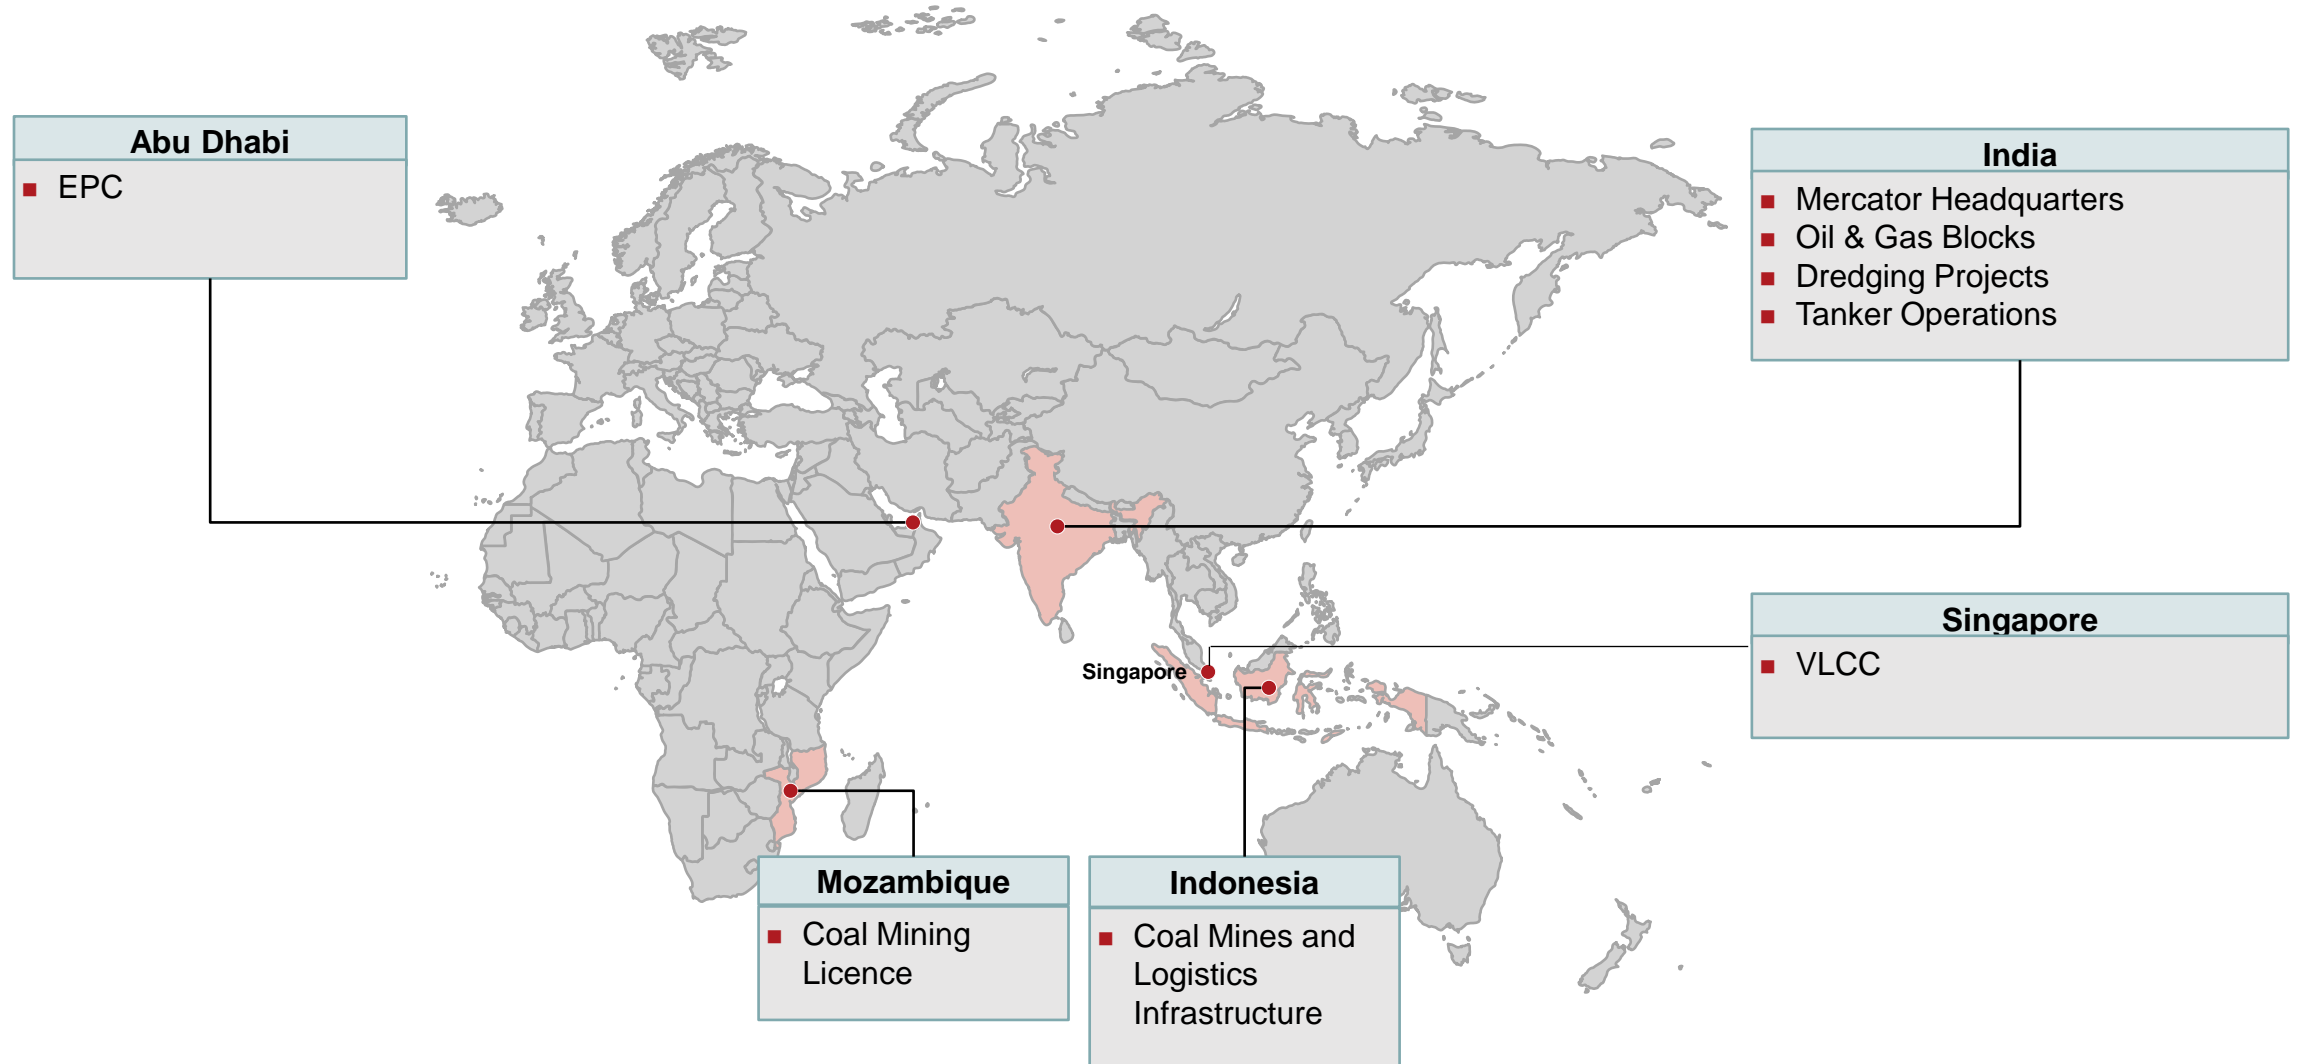 Abu Dhabi
EPC
India
Mercator Headquarters
Oil & Gas Blocks
Dredging Projects
Tanker Operations
Singapore
VLCC
Singapore
Mozambique
Coal Mining
Licence
Indonesia
Coal Mines and
Logistics
Infrastructure